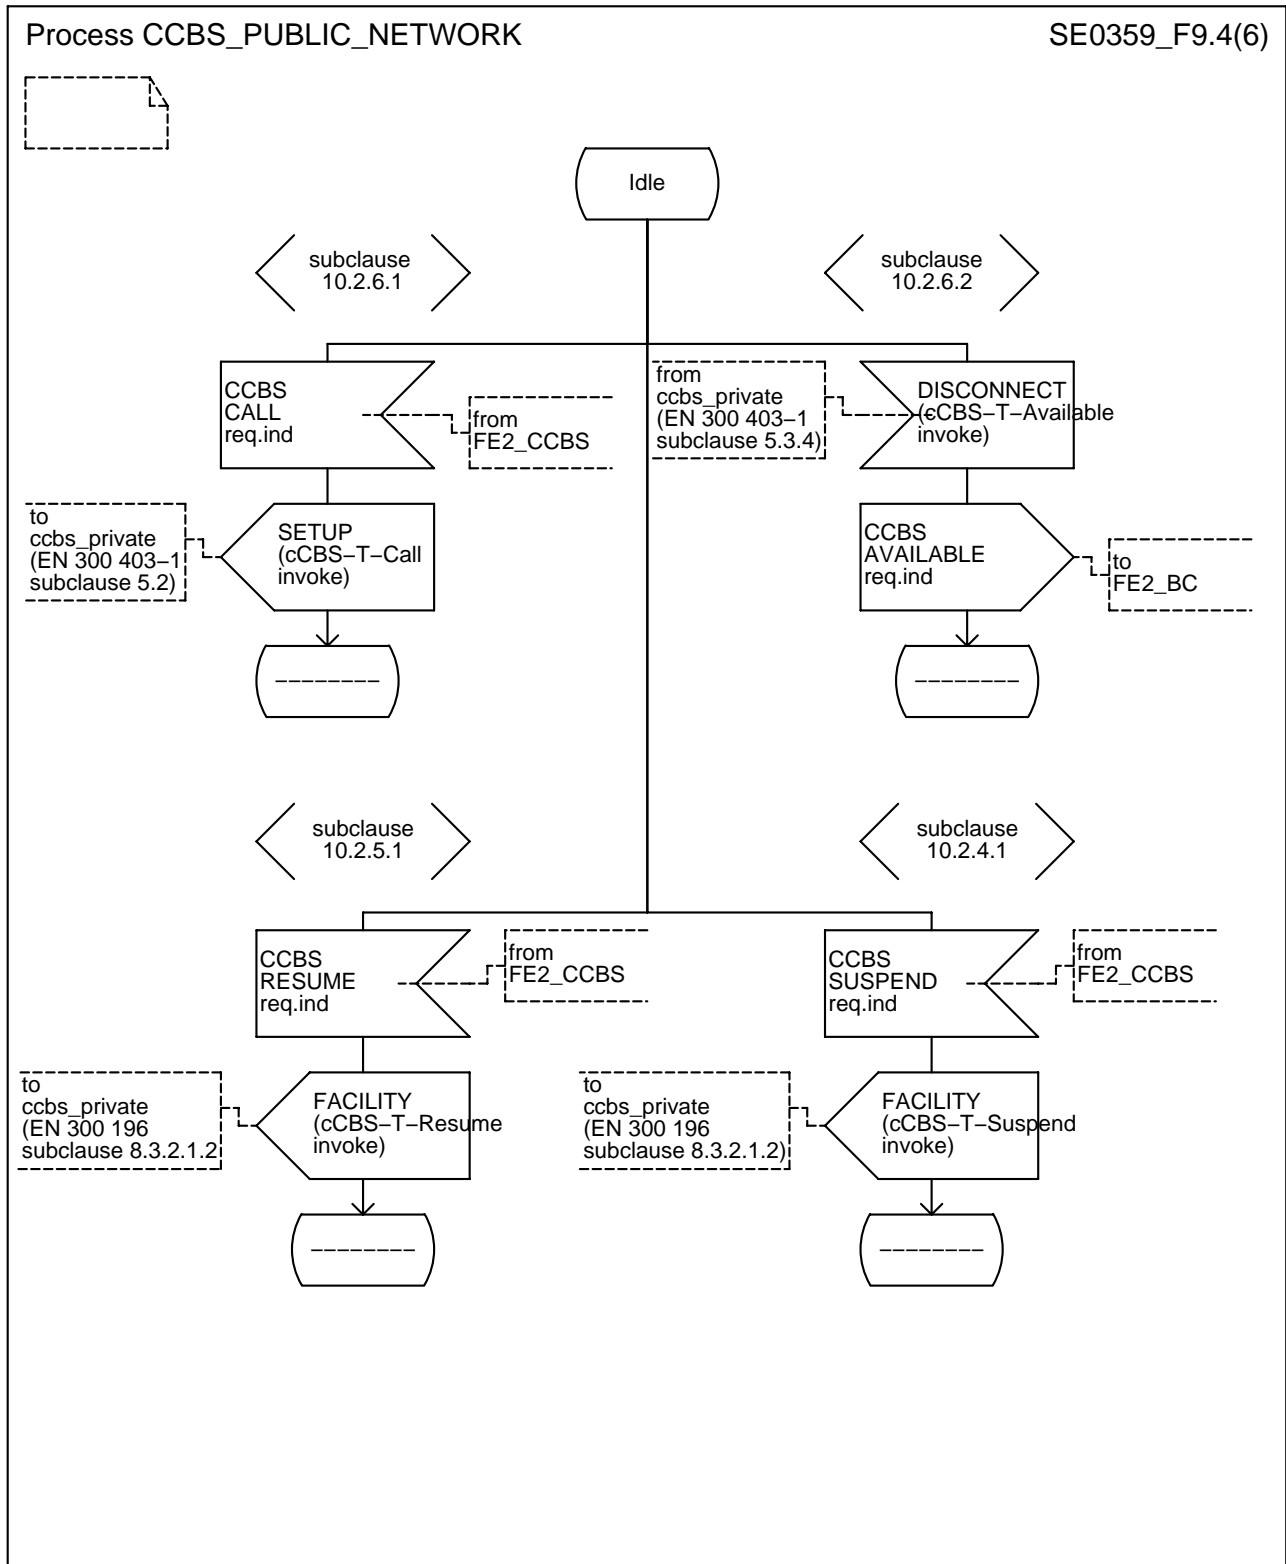 Process CCBS_PUBLIC_NETWORK
SE0359_F9.4(6)
Idle
subclause
10.2.6.1
subclause
10.2.6.2
CCBS
CALL
req.ind
from
FE2_CCBS
from
ccbs_private
(EN 300 403−1
subclause 5.3.4)
DISCONNECT
(cCBS−T−Available
invoke)
to
ccbs_private
(EN 300 403−1
subclause 5.2)
SETUP
(cCBS−T−Call
invoke)
CCBS
AVAILABLE
req.ind
to
FE2_BC
−−−−−−−−
−−−−−−−−
subclause
10.2.5.1
subclause
10.2.4.1
CCBS
RESUME
req.ind
from
FE2_CCBS
CCBS
SUSPEND
req.ind
from
FE2_CCBS
to
ccbs_private
(EN 300 196
subclause 8.3.2.1.2
FACILITY
(cCBS−T−Resume
invoke)
to
ccbs_private
(EN 300 196
subclause 8.3.2.1.2)
FACILITY
(cCBS−T−Suspend
invoke)
−−−−−−−−
−−−−−−−−